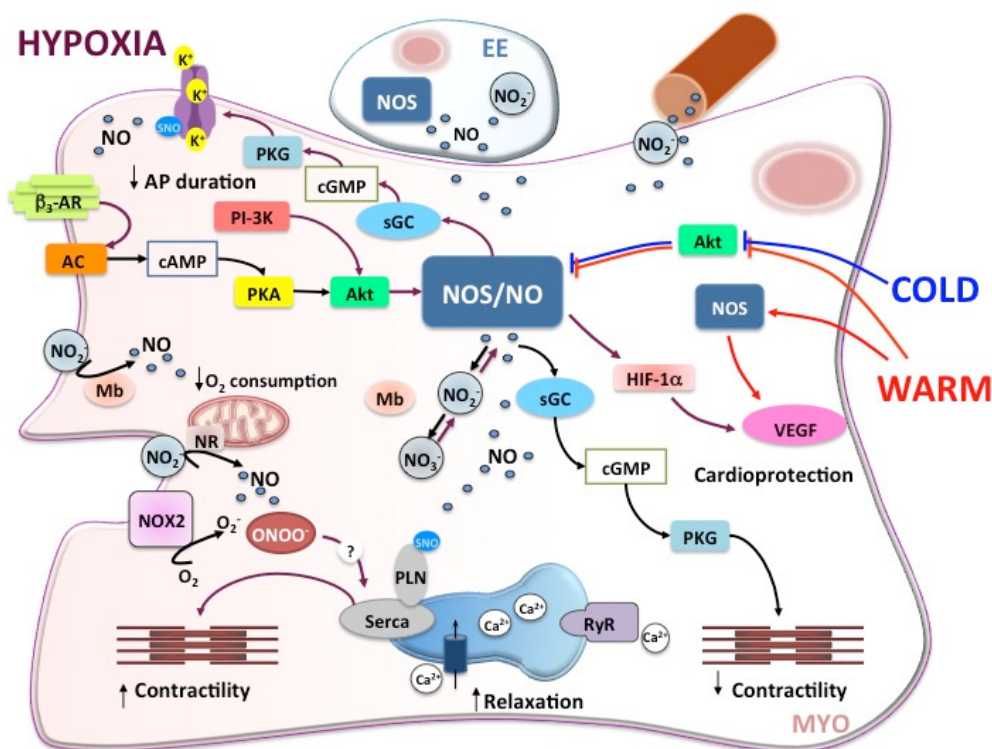 HYPOXIA
K⁺
K⁺
K⁺
SNO
NO
↓ AP duration
EE
NOS
NO₂⁻
NO
NO₂⁻
PKG
cGMP
sGC
β₃-AR
AC
cAMP
PI-3K
PKA
Akt
NOS/NO
Akt
COLD
NOS
WARM
HIF-1α
VEGF
Cardioprotection
NO₂⁻
NO
Mb
↓O₂ consumption
NR
NO₂⁻
NO
Mb
NO₂⁻
NO₃⁻
NO
sGC
cGMP
PKG
NOX2
O₂⁻
O₂
ONOO⁻
?
SNO
PLN
Serca
Ca²⁺
Ca²⁺
Ca²⁺
RyR
Ca²⁺
↑ Contractility
↑ Relaxation
↓ Contractility
MYO